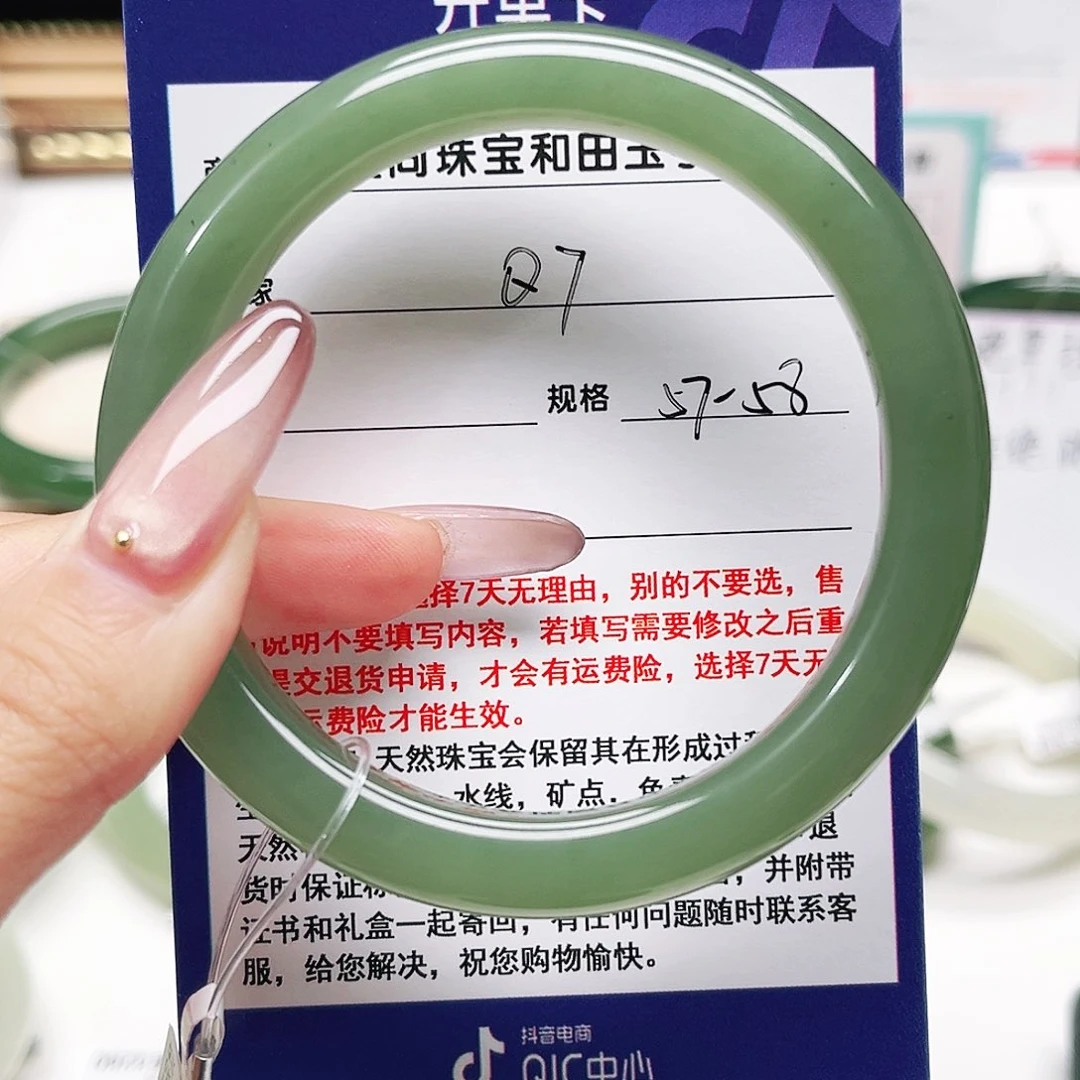 开单卡
尚珠宝和田玉
家 Q7
规格 57-58
择7天无理由，别的不要选，售
说明不要填写内容，若填写需要修改之后重
提交退货申请，才会有运费险，选择7天无
运费险才能生效。
天然珠宝会保留其在形成过
水线，矿点，色
天然 退
货时保证 ，并附带
证书和礼盒一起寄回，有任何问题随时联系客
服，给您解决，祝您购物愉快。
抖音电商
QIC中心